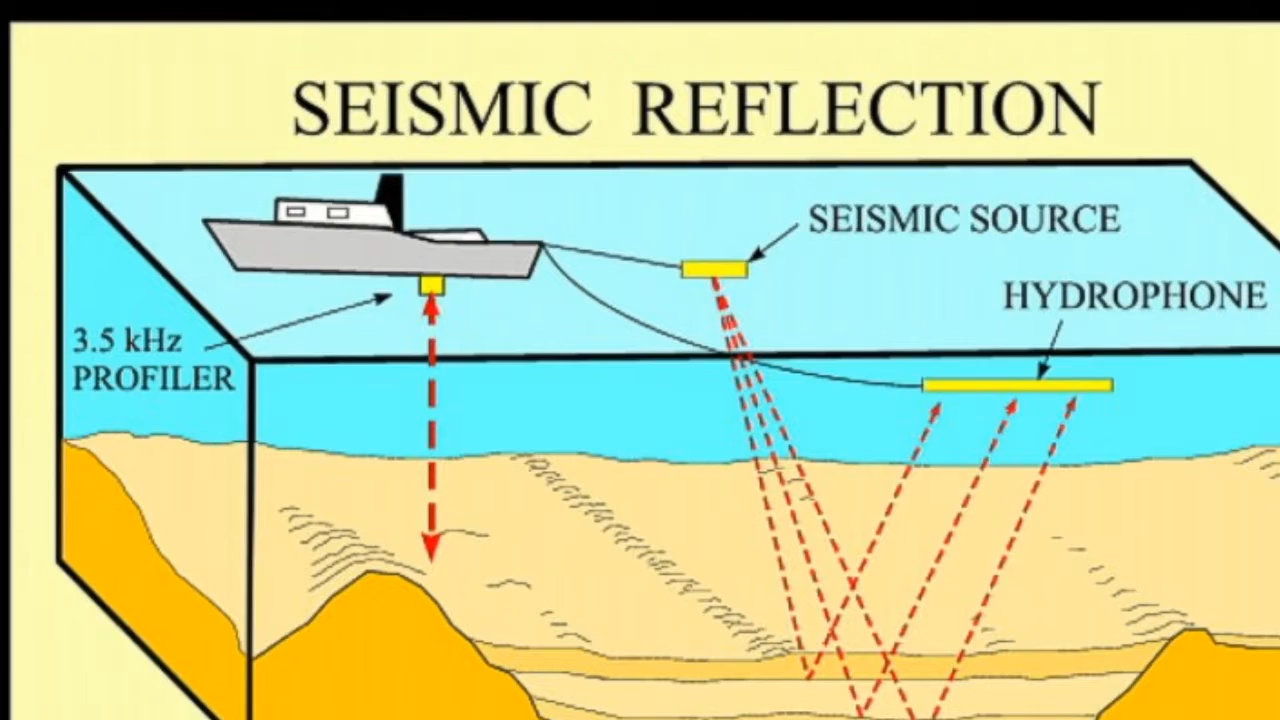 SEISMIC REFLECTION
SEISMIC SOURCE
HYDROPHONE
3.5 kHz
PROFILER